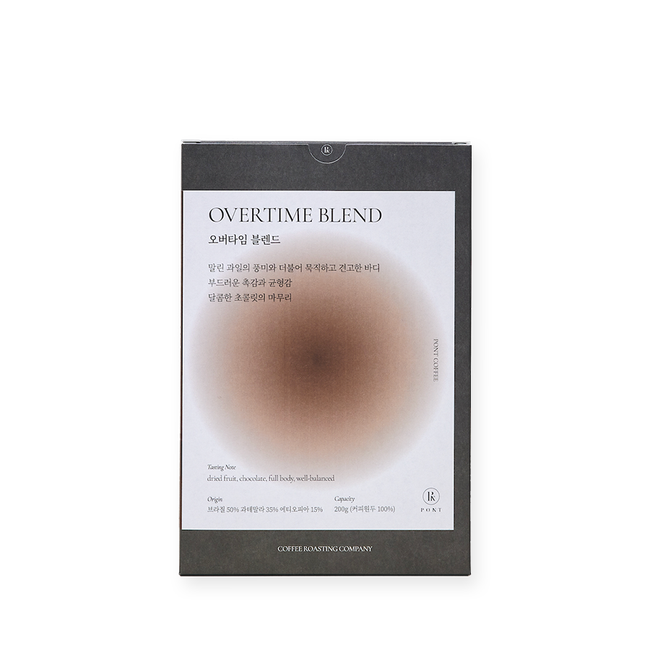 OVERTIME BLEND
오버타임 블렌드
말린 과일의 풍미와 더불어 묵직하고 견고한 바디
부드러운 촉감과 균형감
달콤한 초콜릿의 마무리
PONT COFFEE
Tasting Note
dried fruit, chocolate, full body, well-balanced
Origin
브라질 50% 과테말라 35% 에티오피아 15%
Capacity
200g (커피원두 100%)
PONT
COFFEE ROASTING COMPANY